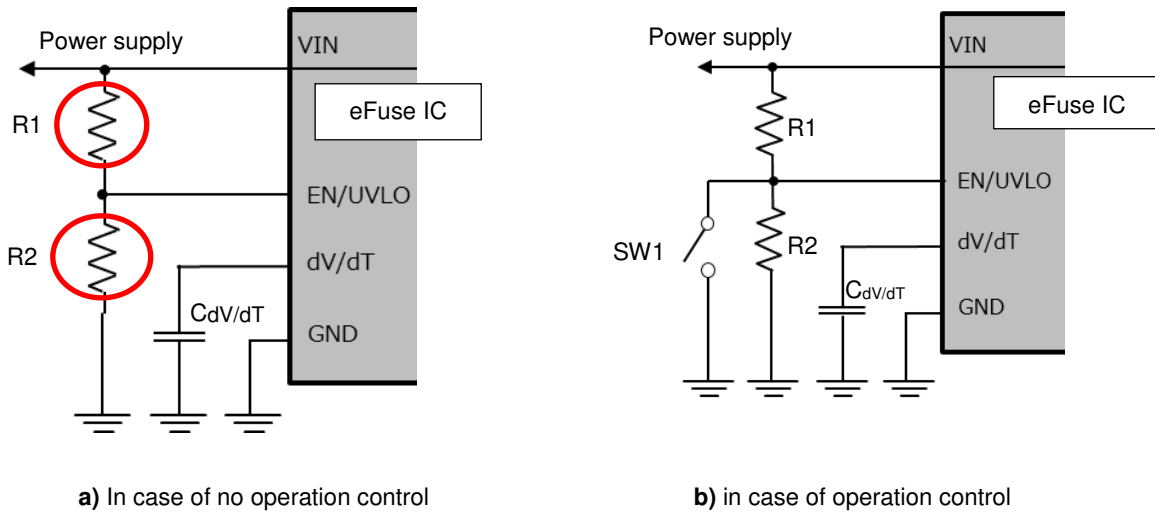 Power supply
VIN
eFuse IC
R1
EN/UVLO
R2
dV/dT
CdV/dT
GND
a) In case of no operation control
Power supply
VIN
eFuse IC
R1
EN/UVLO
SW1
R2
dV/dT
CdV/dT
GND
b) in case of operation control